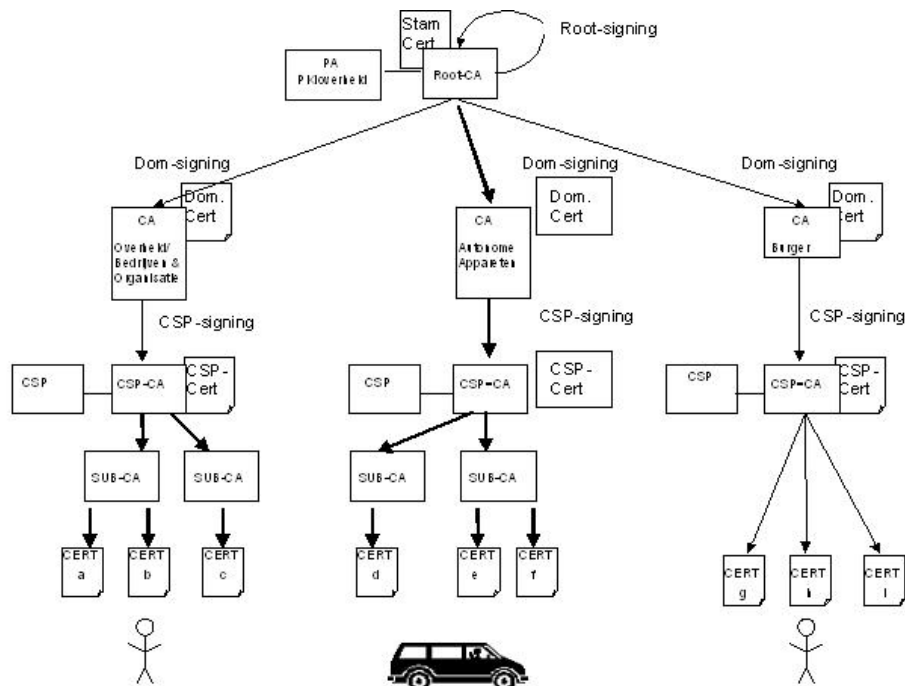 Stam
Cert
Root-signing
PA
PKIoverheid
Root-CA
Dom-signing
Dom-signing
Dom-signing
Dom.
Cert
Dom.
Cert
Dom.
Cert
CA
Overheid/
Bedrijven &
Organisatie
CA
Autonome
Apparaten
CA
Burger
CSP-signing
CSP-signing
CSP-signing
CSP
CSP-CA
CSP-
Cert
CSP
CSP-CA
CSP-
Cert
CSP
CSP-CA
CSP-
Cert
SUB-CA
SUB-CA
SUB-CA
SUB-CA
CERT
a
CERT
b
CERT
c
CERT
d
CERT
e
CERT
f
CERT
g
CERT
h
CERT
i